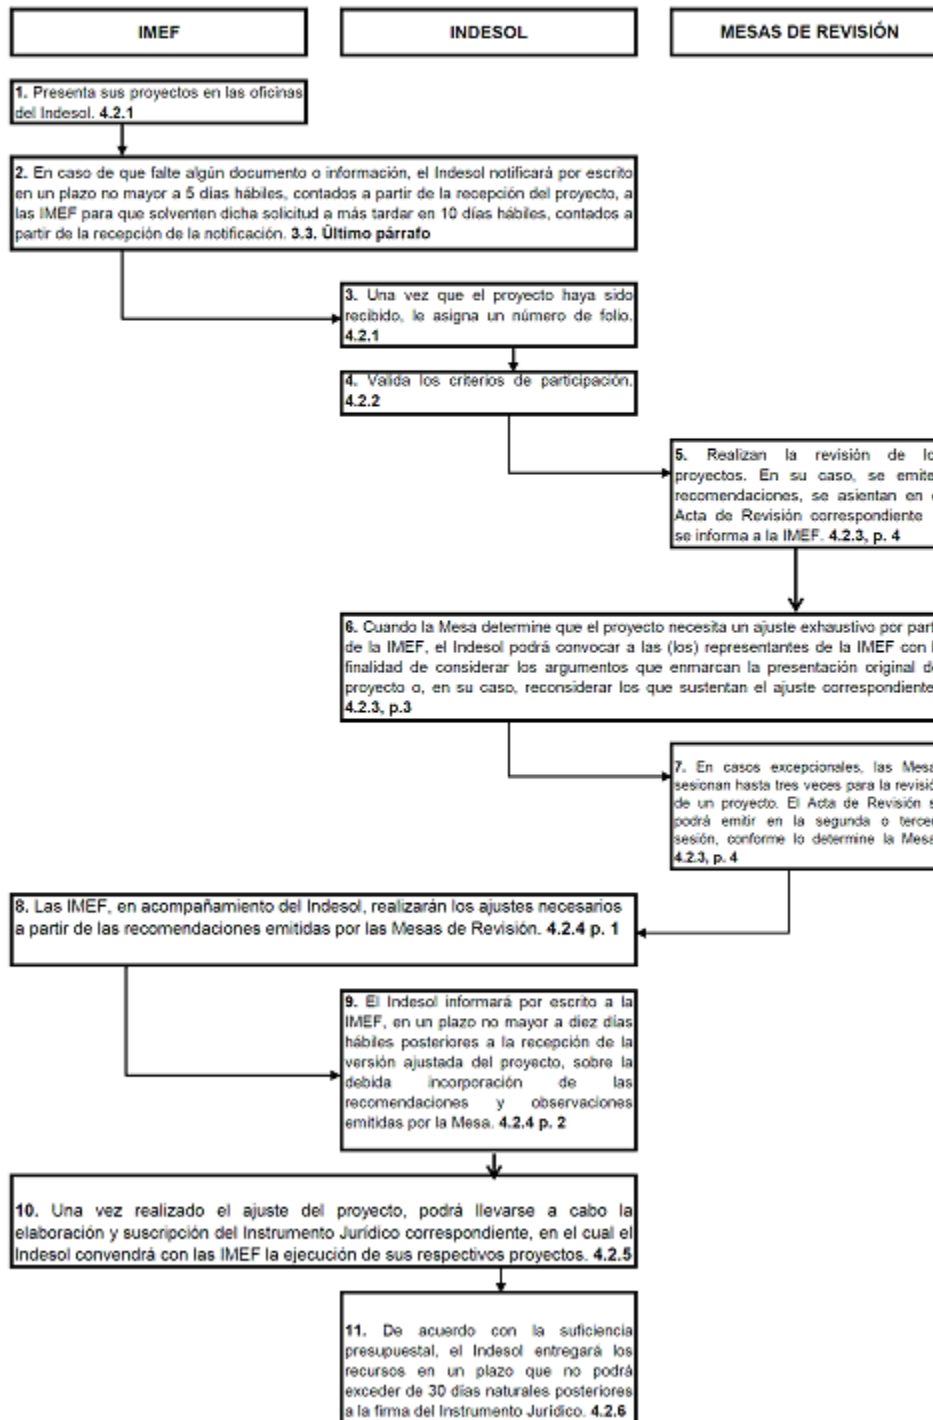 IMEF
INDESOL
MESAS DE REVISIÓN
1. Presenta sus proyectos en las oficinas
del Indesol. 4.2.1
2. En caso de que falte algún documento o información, el Indesol notificará por escrito
en un plazo no mayor a 5 días hábiles, contados a partir de la recepción del proyecto, a
las IMEF para que solventen dicha solicitud a más tardar en 10 días hábiles, contados a
partir de la recepción de la notificación. 3.3. Último párrafo
3. Una vez que el proyecto haya sido
recibido, le asigna un número de folio.
4.2.1
4. Valida los criterios de participación.
4.2.2
5. Realizan la revisión de lo
proyectos. En su caso, se emite
recomendaciones, se asientan en
Acta de Revisión correspondiente
se informa a la IMEF. 4.2.3, p. 4
6. Cuando la Mesa determine que el proyecto necesita un ajuste exhaustivo por part
de la IMEF, el Indesol podrá convocar a las (los) representantes de la IMEF con
finalidad de considerar los argumentos que enmarcan la presentación original de
proyecto o, en su caso, reconsiderar los que sustentan el ajuste correspondiente
4.2.3, p.3
7. En casos excepcionales, las Mesa
sesionan hasta tres veces para la revisió
de un proyecto. El Acta de Revisión s
podrá emitir en la segunda o tercer
sesión, conforme lo determine la Mesa
4.2.3, p. 4
8. Las IMEF, en acompañamiento del Indesol, realizarán los ajustes necesarios
a partir de las recomendaciones emitidas por las Mesas de Revisión. 4.2.4 p. 1
9. El Indesol informará por escrito a la
IMEF, en un plazo no mayor a diez días
hábiles posteriores a la recepción de la
versión ajustada del proyecto, sobre la
debida incorporación de las
recomendaciones y observaciones
emitidas por la Mesa. 4.2.4 p. 2
10. Una vez realizado el ajuste del proyecto, podrá llevarse a cabo la
elaboración y suscripción del Instrumento Jurídico correspondiente, en el cual el
Indesol convendrá con las IMEF la ejecución de sus respectivos proyectos. 4.2.5
11. De acuerdo con la suficiencia
presupuestal, el Indesol entregará los
recursos en un plazo que no podrá
exceder de 30 días naturales posteriores
a la firma del Instrumento Jurídico. 4.2.6